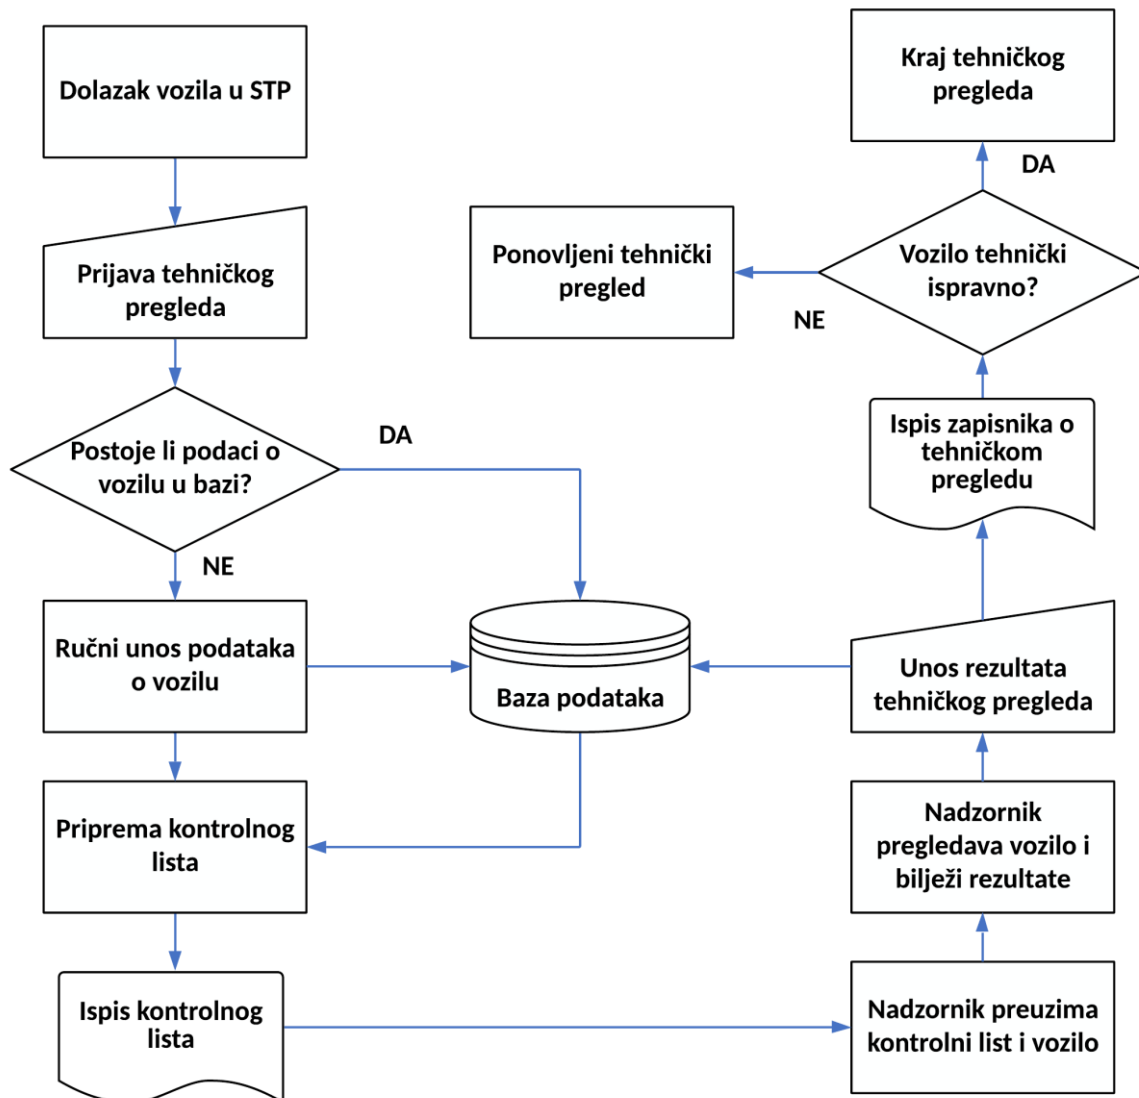 Dolazak vozila u STP
Prijava tehničkog
pregleda
Postoje li podaci o
vozilu u bazi?
DA
NE
Ručni unos podataka
o vozilu
Baza podataka
Priprema kontrolnog
lista
Ispis kontrolnog
lista
Nadzornik preuzima
kontrolni list i vozilo
Nadzornik
pregledava vozilo i
bilježi rezultate
Unos rezultata
tehničkog pregleda
Ispis zapisnika o
tehničkom
pregledu
Vozilo tehnički
ispravno?
NE
Ponovljeni tehnički
pregled
DA
Kraj tehničkog
pregleda